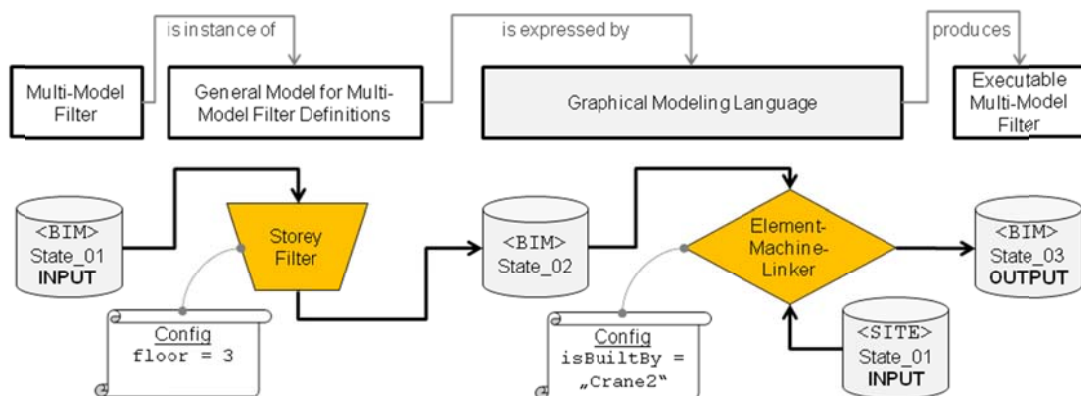 is instance of
is expressed by
produces
Multi-Model
Filter
General Model for Multi-
Model Filter Definitions
Graphical Modeling Language
Executable
Multi-Model
Filter
<BIM>
State_01
INPUT
Storey
Filter
<BIM>
State_02
Element-
Machine-
Linker
<BIM>
State_03
OUTPUT
Config
floor = 3
Config
isBuiltBy =
„Crane2“
<SITE>
State_01
INPUT